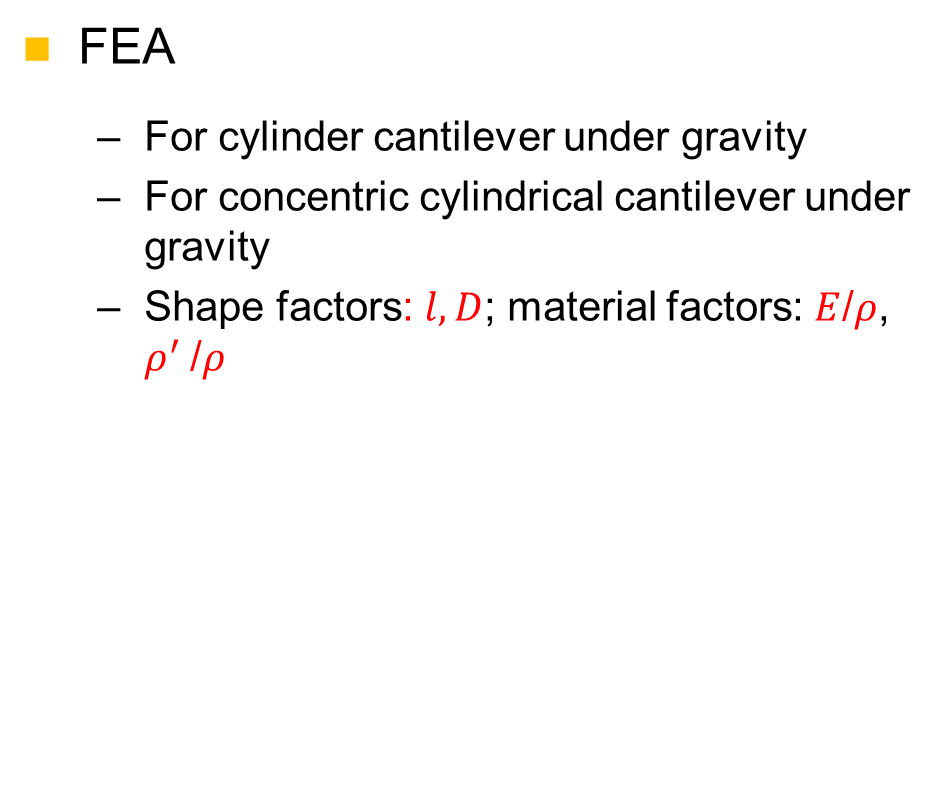 FEA
– For cylinder cantilever under gravity
– For concentric cylindrical cantilever under
gravity
– Shape factors: l, D; material factors: E/ρ,
ρ′ /ρ